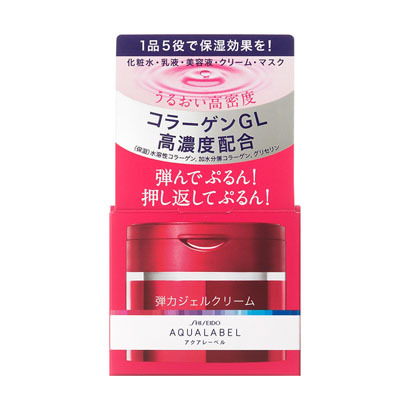 1品5役で保湿効果を!
化粧水・乳液・美容液・クリーム・マスク
うるおい高密度
コラーゲンGL
高濃度配合
(保湿)水溶性コラーゲン,加水分解コラーゲン,グリセリン
弾んでぷるん!
押し返してぷるん!
弾力ジェルクリーム
SHISEIDO
AQUALABEL
アクアレーベル